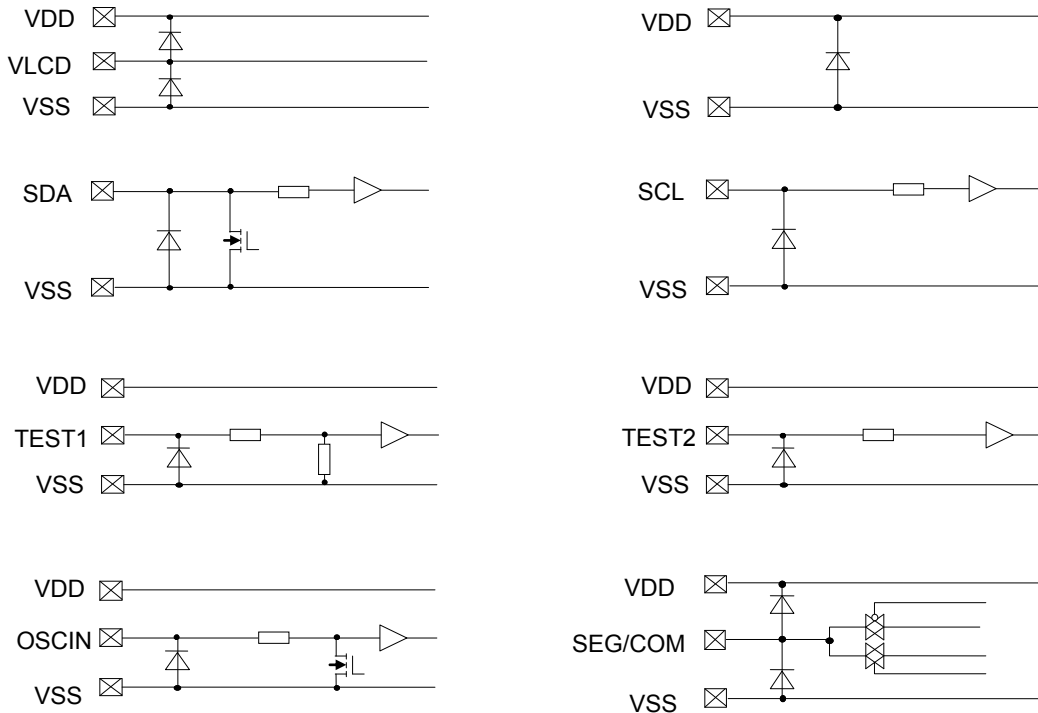 VDD
VLCD
VSS
VDD
VSS
SDA
VSS
SCL
VSS
VDD
TEST1
VSS
VDD
TEST2
VSS
VDD
OSCIN
VSS
VDD
SEG/COM
VSS